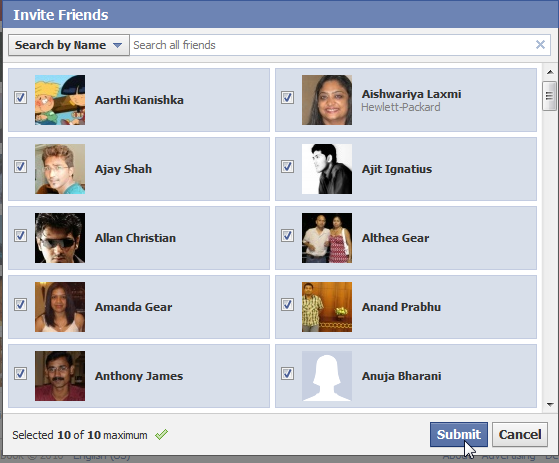 Invite Friends
Search by Name Search all friends
Aarthi Kanishka
Aishwariya Laxmi
Hewlett-Packard
Ajay Shah
Ajit Ignatius
Allan Christian
Althea Gear
Amanda Gear
Anand Prabhu
Anthony James
Anuja Bharani
Selected 10 of 10 maximum
Submit Cancel